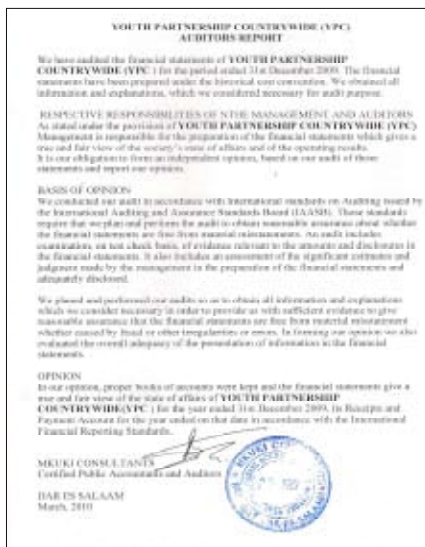 YOUTH PARTNERSHIP COUNTRYWIDE (YPC)
AUDITORS REPORT
We have audited the financial statements of YOUTH PARTNERSHIP
COUNTRYWIDE (YPC ) for the period ended 31st December 2009. The financial
statements have been prepared under the historical cost convention. We obtained all
information and explanations, which we considered necessary for audit purpose.
RESPECTIVE RESPONSIBILITIES OF NTHE MANAGEMENT AND AUDITORS
As stated under the provision of YOUTH PARTNERSHIP COUNTRYWIDE (YPC)
Management is responsible for the preparation of the financial statements which gives a
true and fair view of the society's state of affairs and of the operating results.
It is our obligation to form an independent opinion, based on our audit of those
statements and report our opinion.
BASIS OF OPINION
We conducted our audit in accordance with International standards on Auditing issued by
the International Auditing and Assurance Standards Board (IAASB). Those standards
require that we plan and perform the audit to obtain reasonable assurance about whether
the financial statements are free from material misstatements. An audit includes
examination, on test check basis, of evidence relevant to the amounts and disclosures in
the financial statements. It also includes an assessment of the significant estimates and
judgment made by the management in the preparation of the financial statements and
adequately disclosed.
We planed and performed our audits so as to obtain all information and explanations
which we consider necessary in order to provide us with sufficient evidence to give
reasonable assurance that the financial statements are free from material misstatement
whether caused by fraud or other irregularities or errors. In forming our opinion we also
evaluated the overall adequacy of the presentation of information in the financial
statements.
OPINION
In our opinion, proper books of accounts were kept and the financial statements give a
true and fair view of the state of affairs of YOUTH PARTNERSHIP
COUNTRYWIDE(YPC ) for the year ended 31st December 2009, its Receipts and
Payment Account for the year ended on that date in accordance with the International
Financial Reporting Standards.
MKUKI CONSULTANTS
Certified Public Accountants and Auditors
DAR ES SALAAM
March, 2010
MKUKI
DAR ES SALAAM